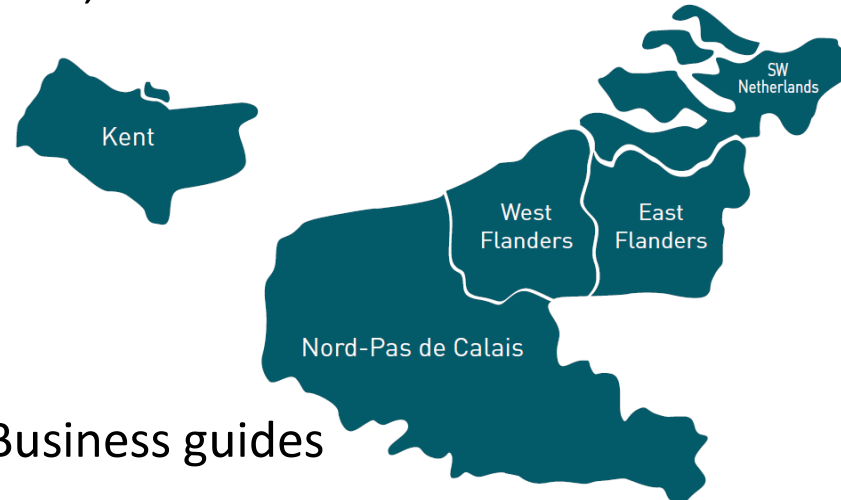 SW
Netherlands
Kent
West
Flanders
East
Flanders
Nord-Pas de Calais
Business guides